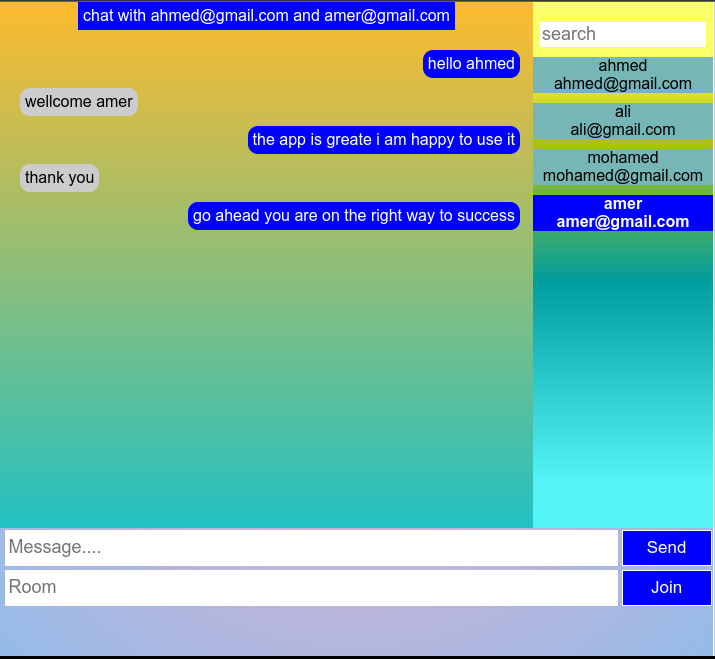 chat with ahmed@gmail.com and amer@gmail.com
hello ahmed
wellcome amer
the app is greate i am happy to use it
thank you
go ahead you are on the right way to success
search
ahmed
ahmed@gmail.com
ali
ali@gmail.com
mohamed
mohamed@gmail.com
amer
amer@gmail.com
Message....
Send
Room
Join